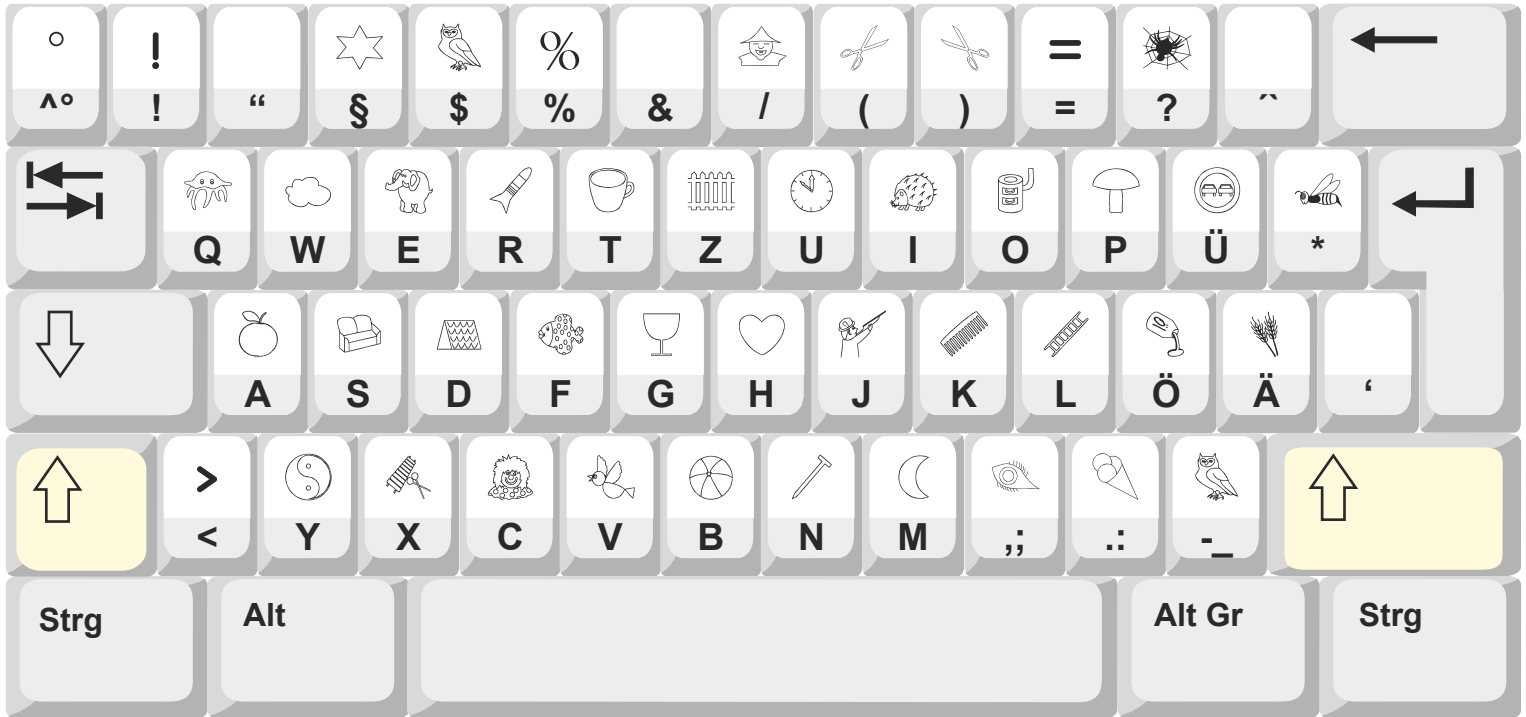 ° ! % =
^° ! “ § $ % & / ( ) = ? ^
Q W E R T Z U I O P Ü *
A S D F G H J K L Ö Ä ‘
>
< Y X C V B N M ,; .: -_
Strg Alt Alt Gr Strg